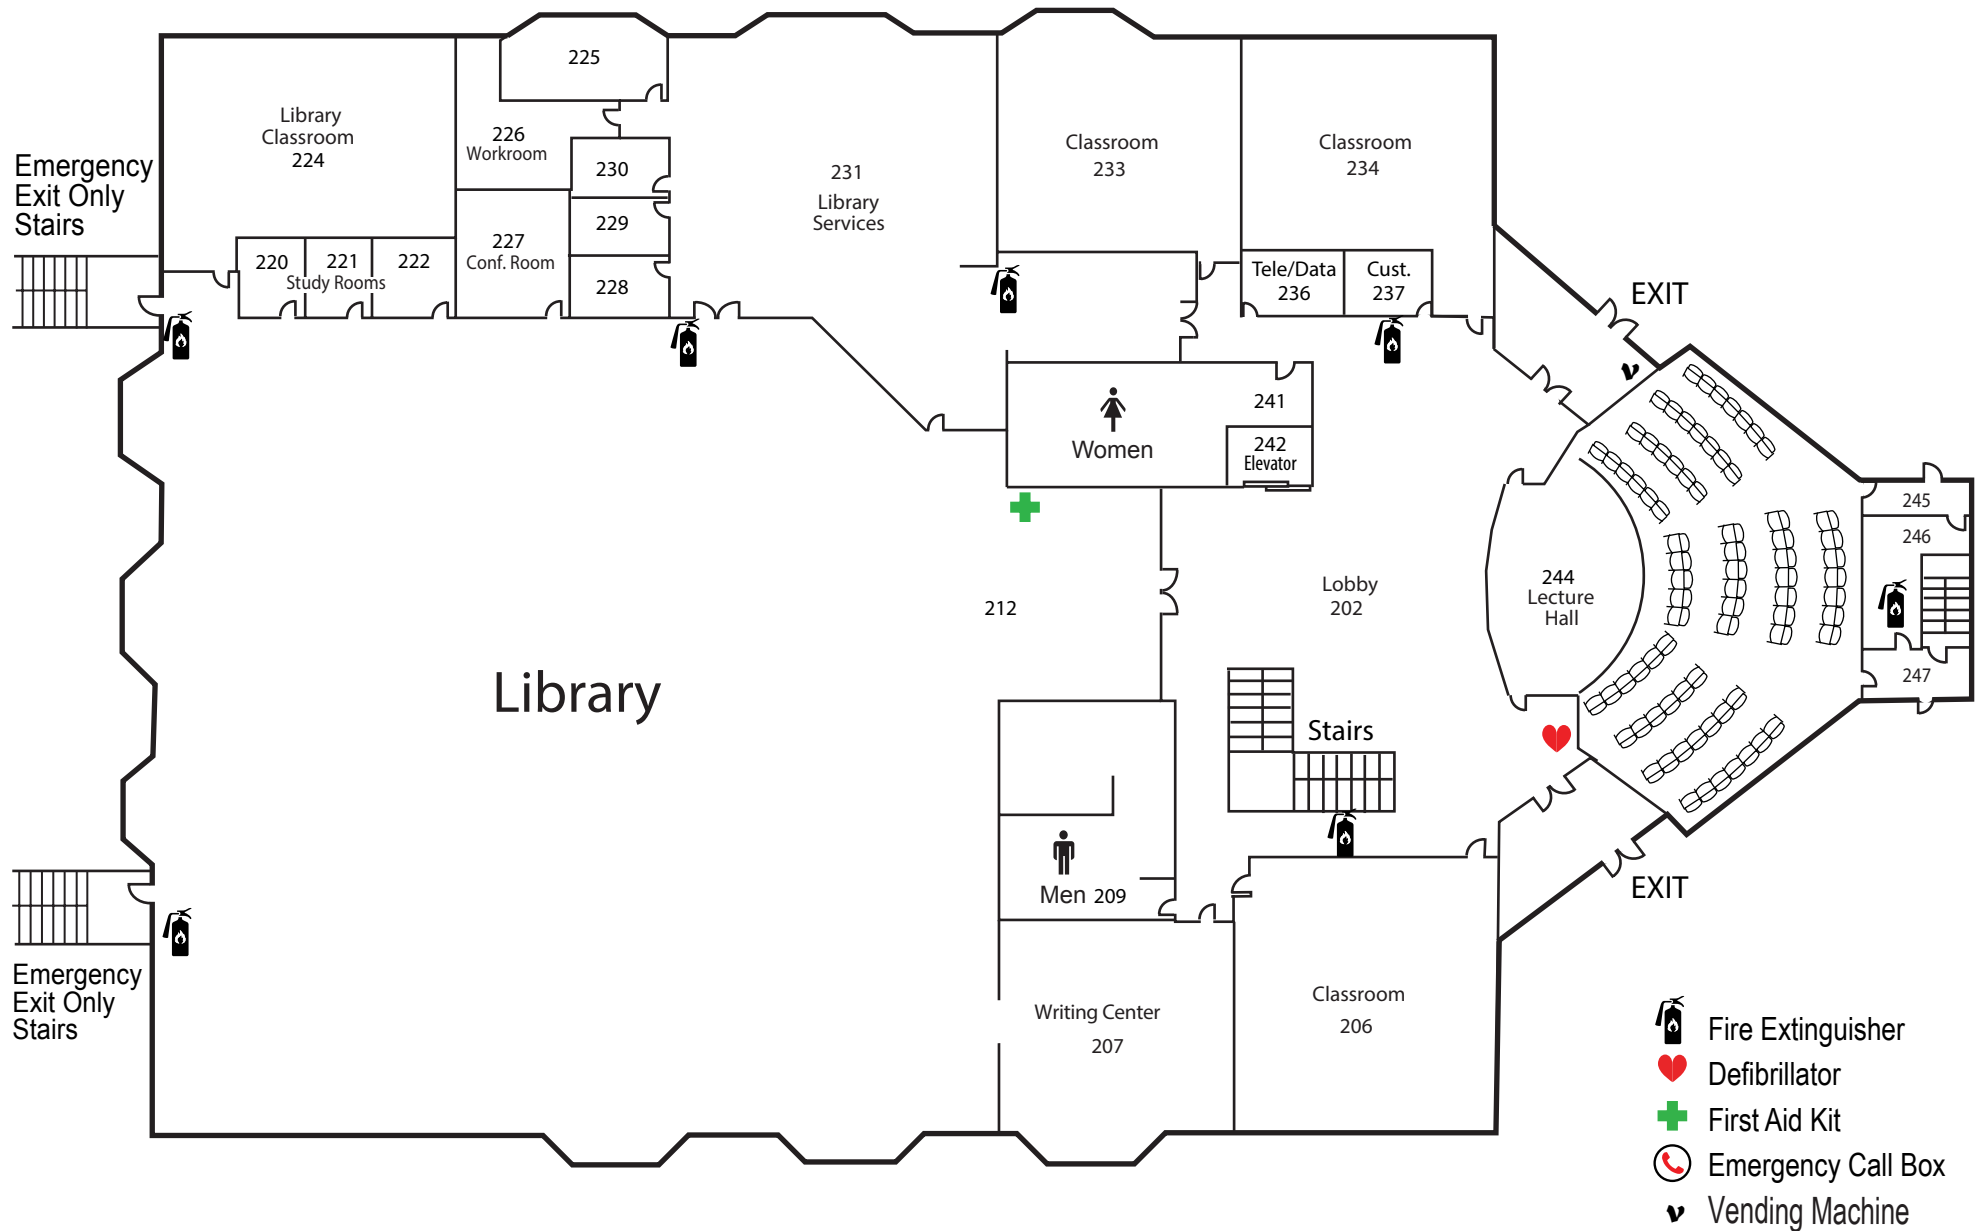 225
Library
Classroom
224
226
Workroom
230
229
228
227
Conf. Room
220
221
222
Study Rooms
231
Library
Services
Classroom
233
Classroom
234
Tele/Data
236
Cust.
237
Emergency
Exit Only
Stairs
EXIT
v
241
242
Elevator
Women
245
246
247
244
Lecture
Hall
Lobby
202
212
Library
Stairs
Men 209
EXIT
Emergency
Exit Only
Stairs
Writing Center
207
Classroom
206
Fire Extinguisher
Defibrillator
First Aid Kit
Emergency Call Box
v Vending Machine